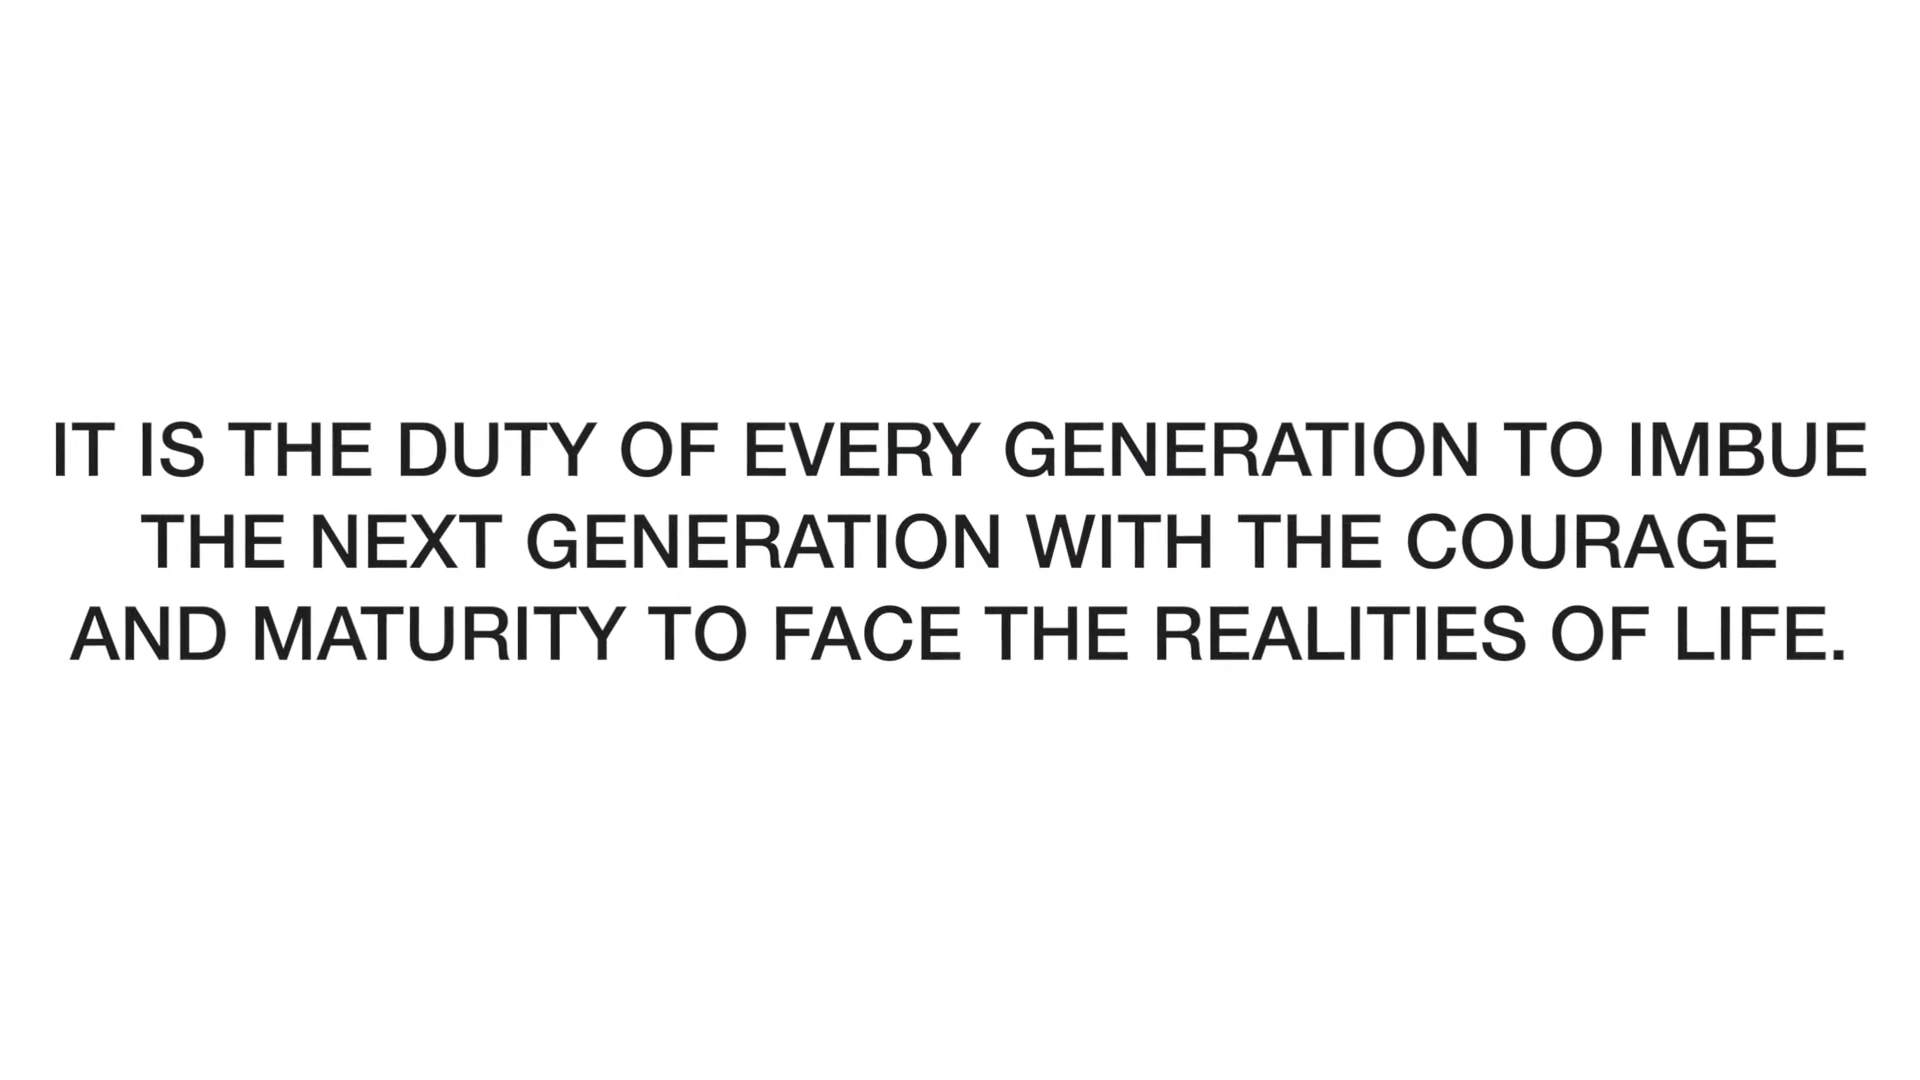 IT IS THE DUTY OF EVERY GENERATION TO IMBUE
THE NEXT GENERATION WITH THE COURAGE
AND MATURITY TO FACE THE REALITIES OF LIFE.